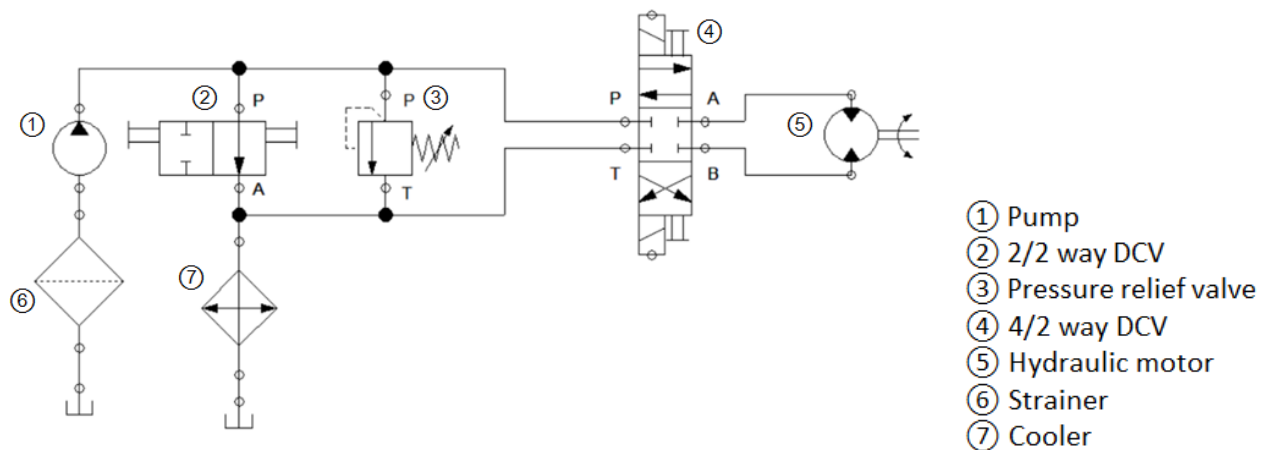 ④
② P P ③ P A
① ⑤
A T T B
⑦
⑥
① Pump
② 2/2 way DCV
③ Pressure relief valve
④ 4/2 way DCV
⑤ Hydraulic motor
⑥ Strainer
⑦ Cooler